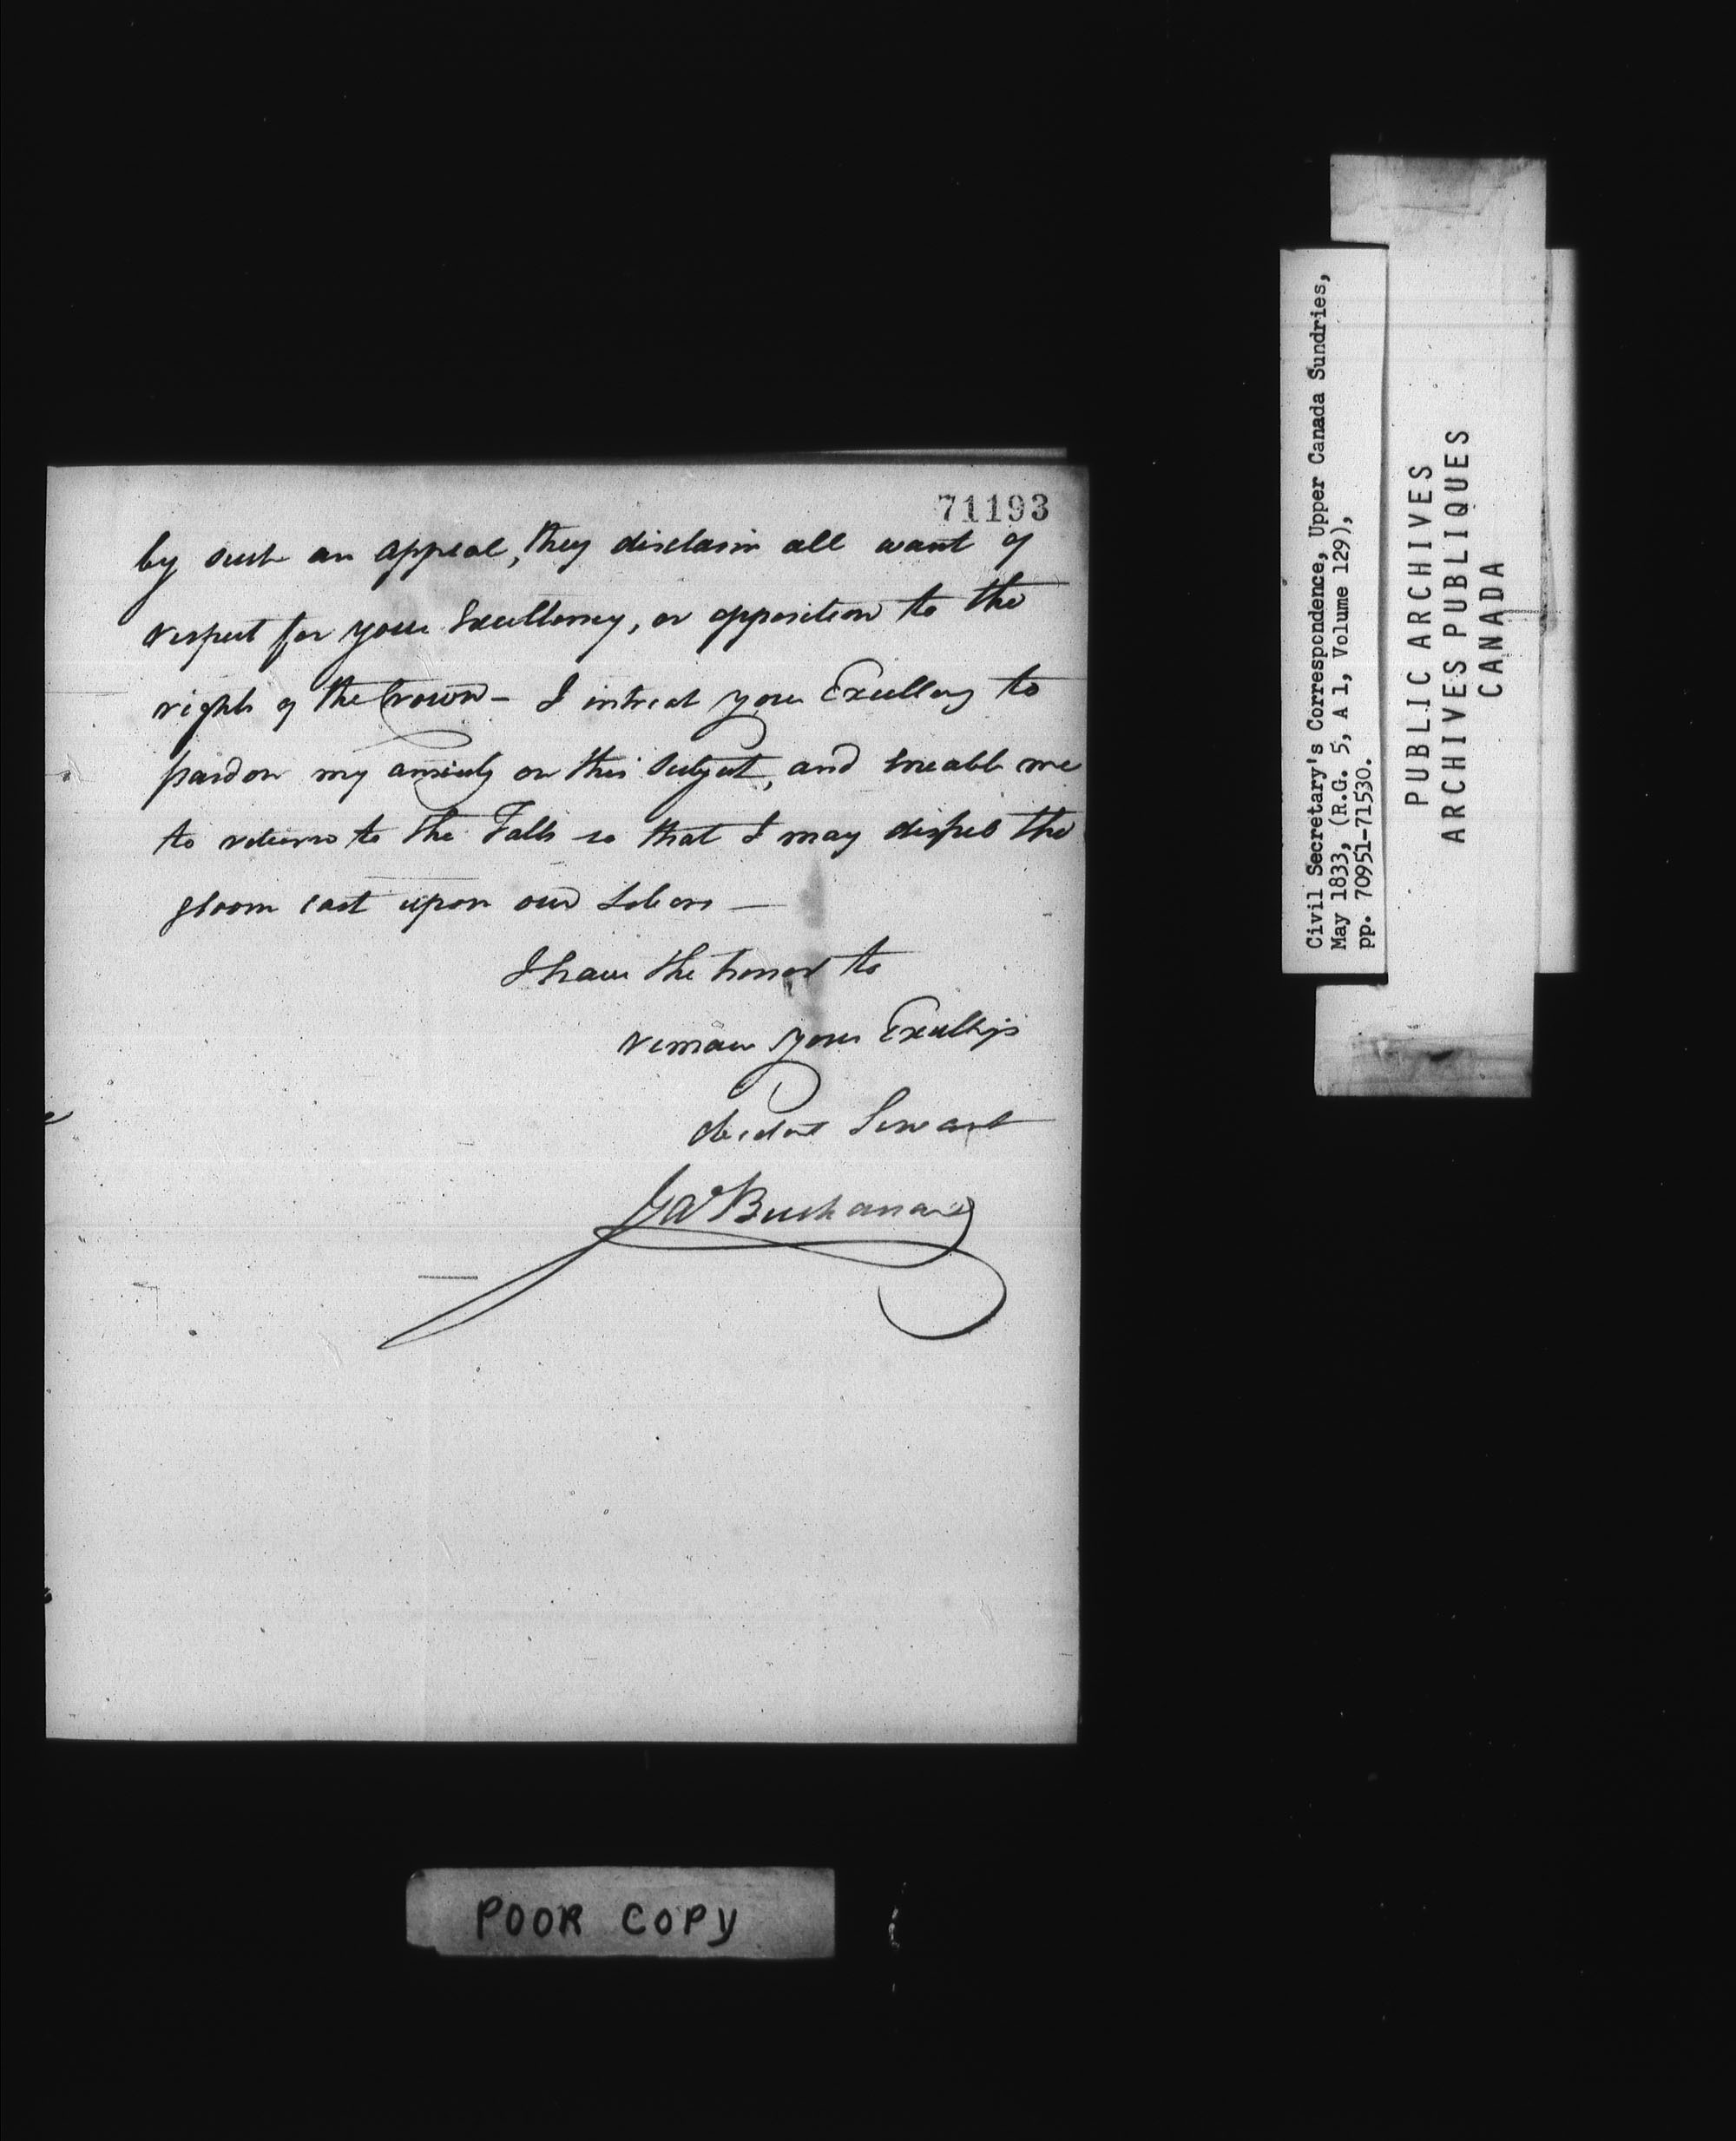 71193
by such an appeal, they disclaim all want of
respect for your Excellency, or opposition to the
rights of the Crown – I intreat your Excellency to
pardon my anxiety on this Subject, and enable me
to return to the Falls so that I may dispel the
gloom cast upon our labors —
I have the honor to
remain your Excellys
obedient Servant
Jas Buchanan
POOR COPY
Civil Secretary's Correspondence, Upper Canada Sundries,
May 1833, (R.G. 5, A 1, Volume 129),
pp. 70951-71530.
PUBLIC ARCHIVES
ARCHIVES PUBLIQUES
CANADA